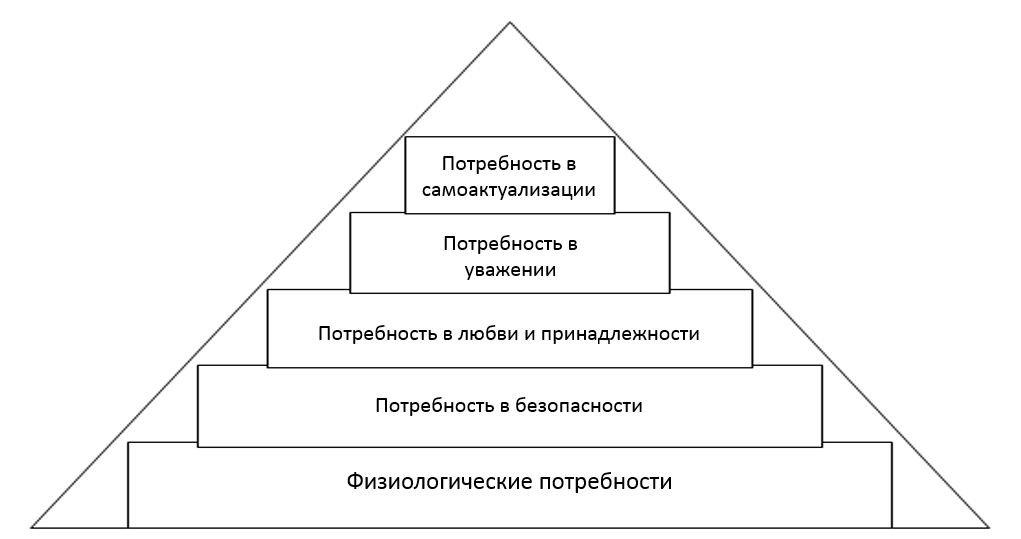 Потребность в
самоактуализации
Потребность в
уважении
Потребность в любви и принадлежности
Потребность в безопасности
Физиологические потребности